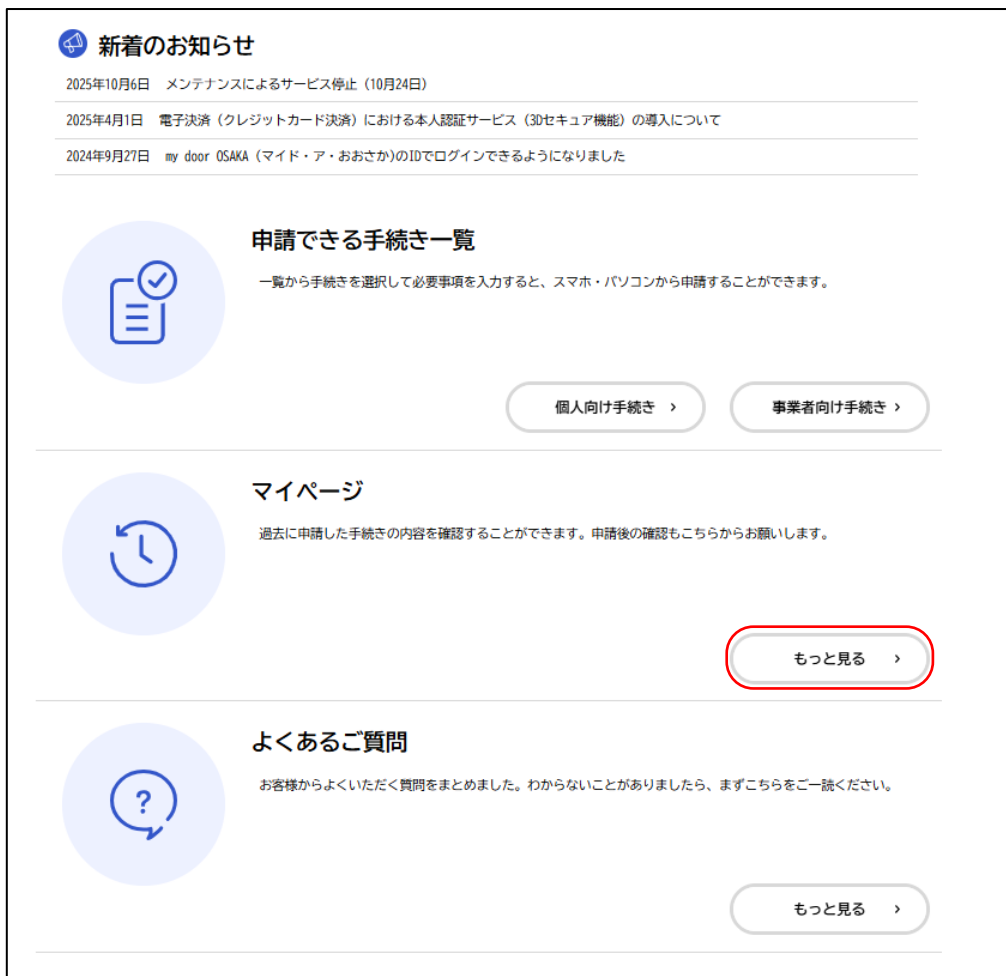 新着のお知らせ
2025年10月6日 メンテナンスによるサービス停止（10月24日）
2025年4月1日 電子決済（クレジットカード決済）における本人認証サービス（3Dセキュア機能）の導入について
2024年9月27日 my door OSAKA（マイド・ア・おおさか）のIDでログインできるようになりました
申請できる手続き一覧
一覧から手続きを選択して必要事項を入力すると、スマホ・パソコンから申請することができます。
個人向け手続き › 事業者向け手続き ›
マイページ
過去に申請した手続きの内容を確認することができます。申請後の確認もこちらからお願いします。
もっと見る ›
よくあるご質問
?
お客様からよくいただく質問をまとめました。わからないことがありましたら、まずこちらをご一読ください。
もっと見る ›